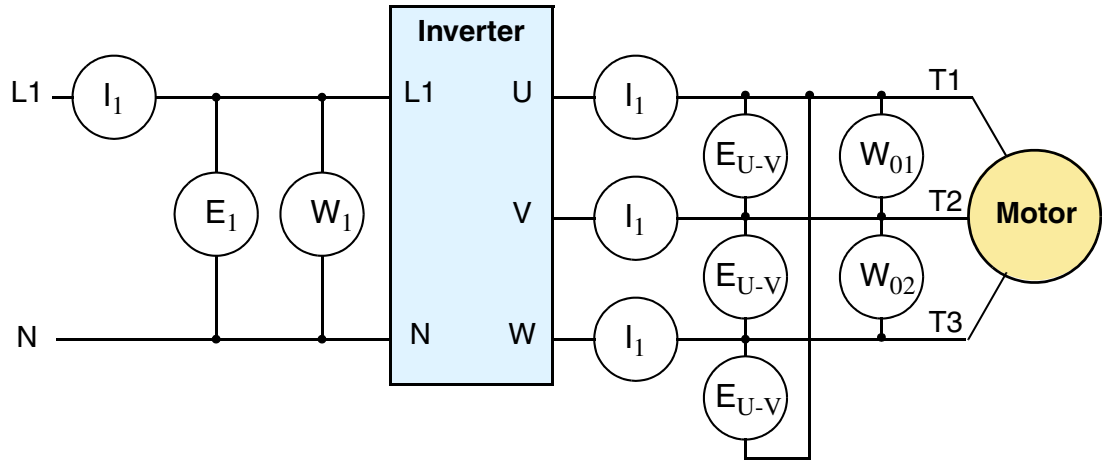 Inverter
L1
I1
L1
U
I1
T1
EU-V
W01
E1
W1
V
I1
T2
Motor
EU-V
W02
N
N
W
I1
T3
EU-V